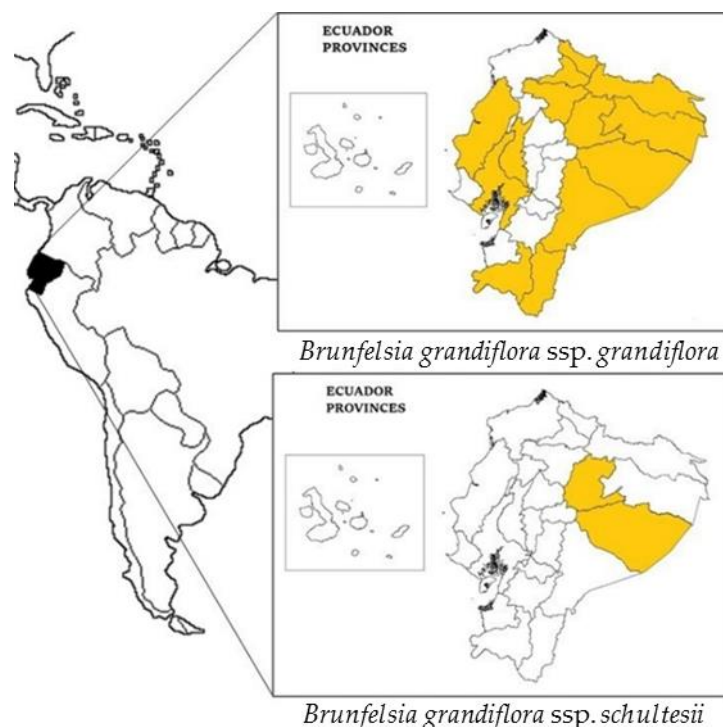 ECUADOR
PROVINCES
Brunfelsia grandiflora ssp. grandiflora
ECUADOR
PROVINCES
Brunfelsia grandiflora ssp. schultesii